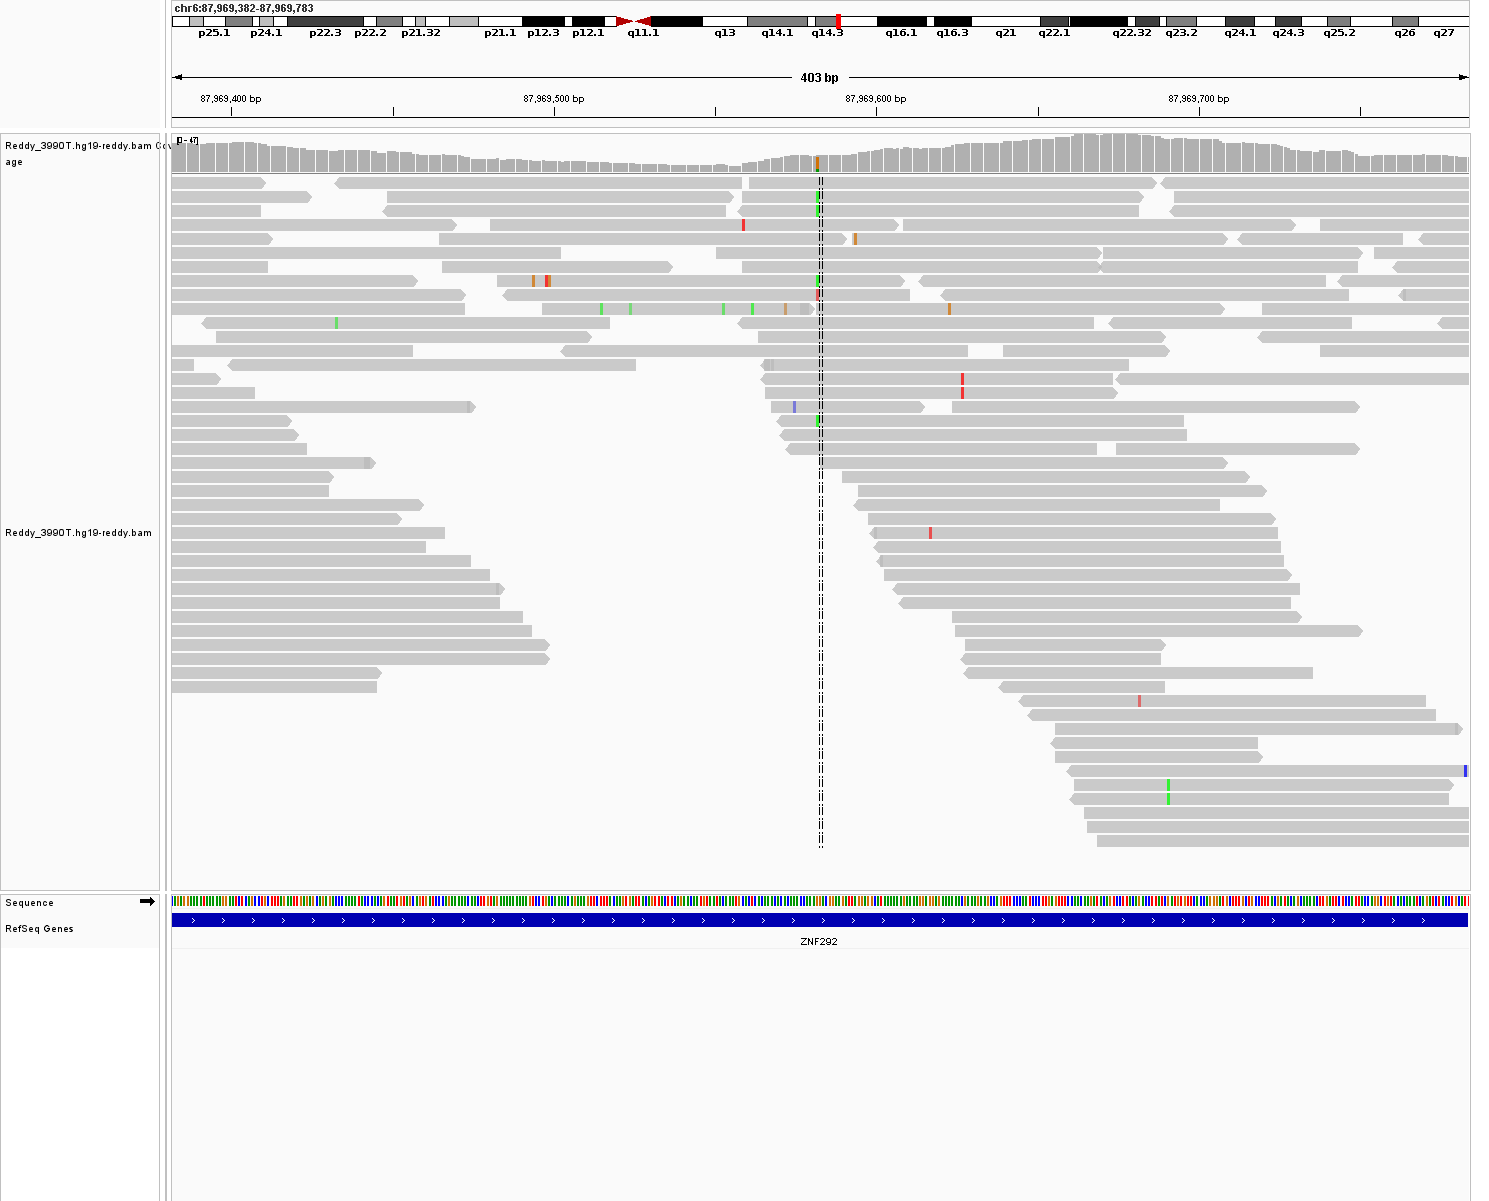 chr6:87,969,382-87,969,783
p25.1 p24.1 p22.3 p22.2 p21.32 p21.1 p12.3 p12.1 q11.1 q13 q14.1 q14.3 q16.1 q16.3 q21 q22.1 q22.32 q23.2 q24.1 q24.3 q25.2 q26 q27
403 bp
87,969,400 bp 87,969,500 bp 87,969,600 bp 87,969,700 bp
Reddy_3990T.hg19-reddy.bam Cov
age
[0 - 47]
Reddy_3990T.hg19-reddy.bam
Sequence
RefSeq Genes
ZNF292